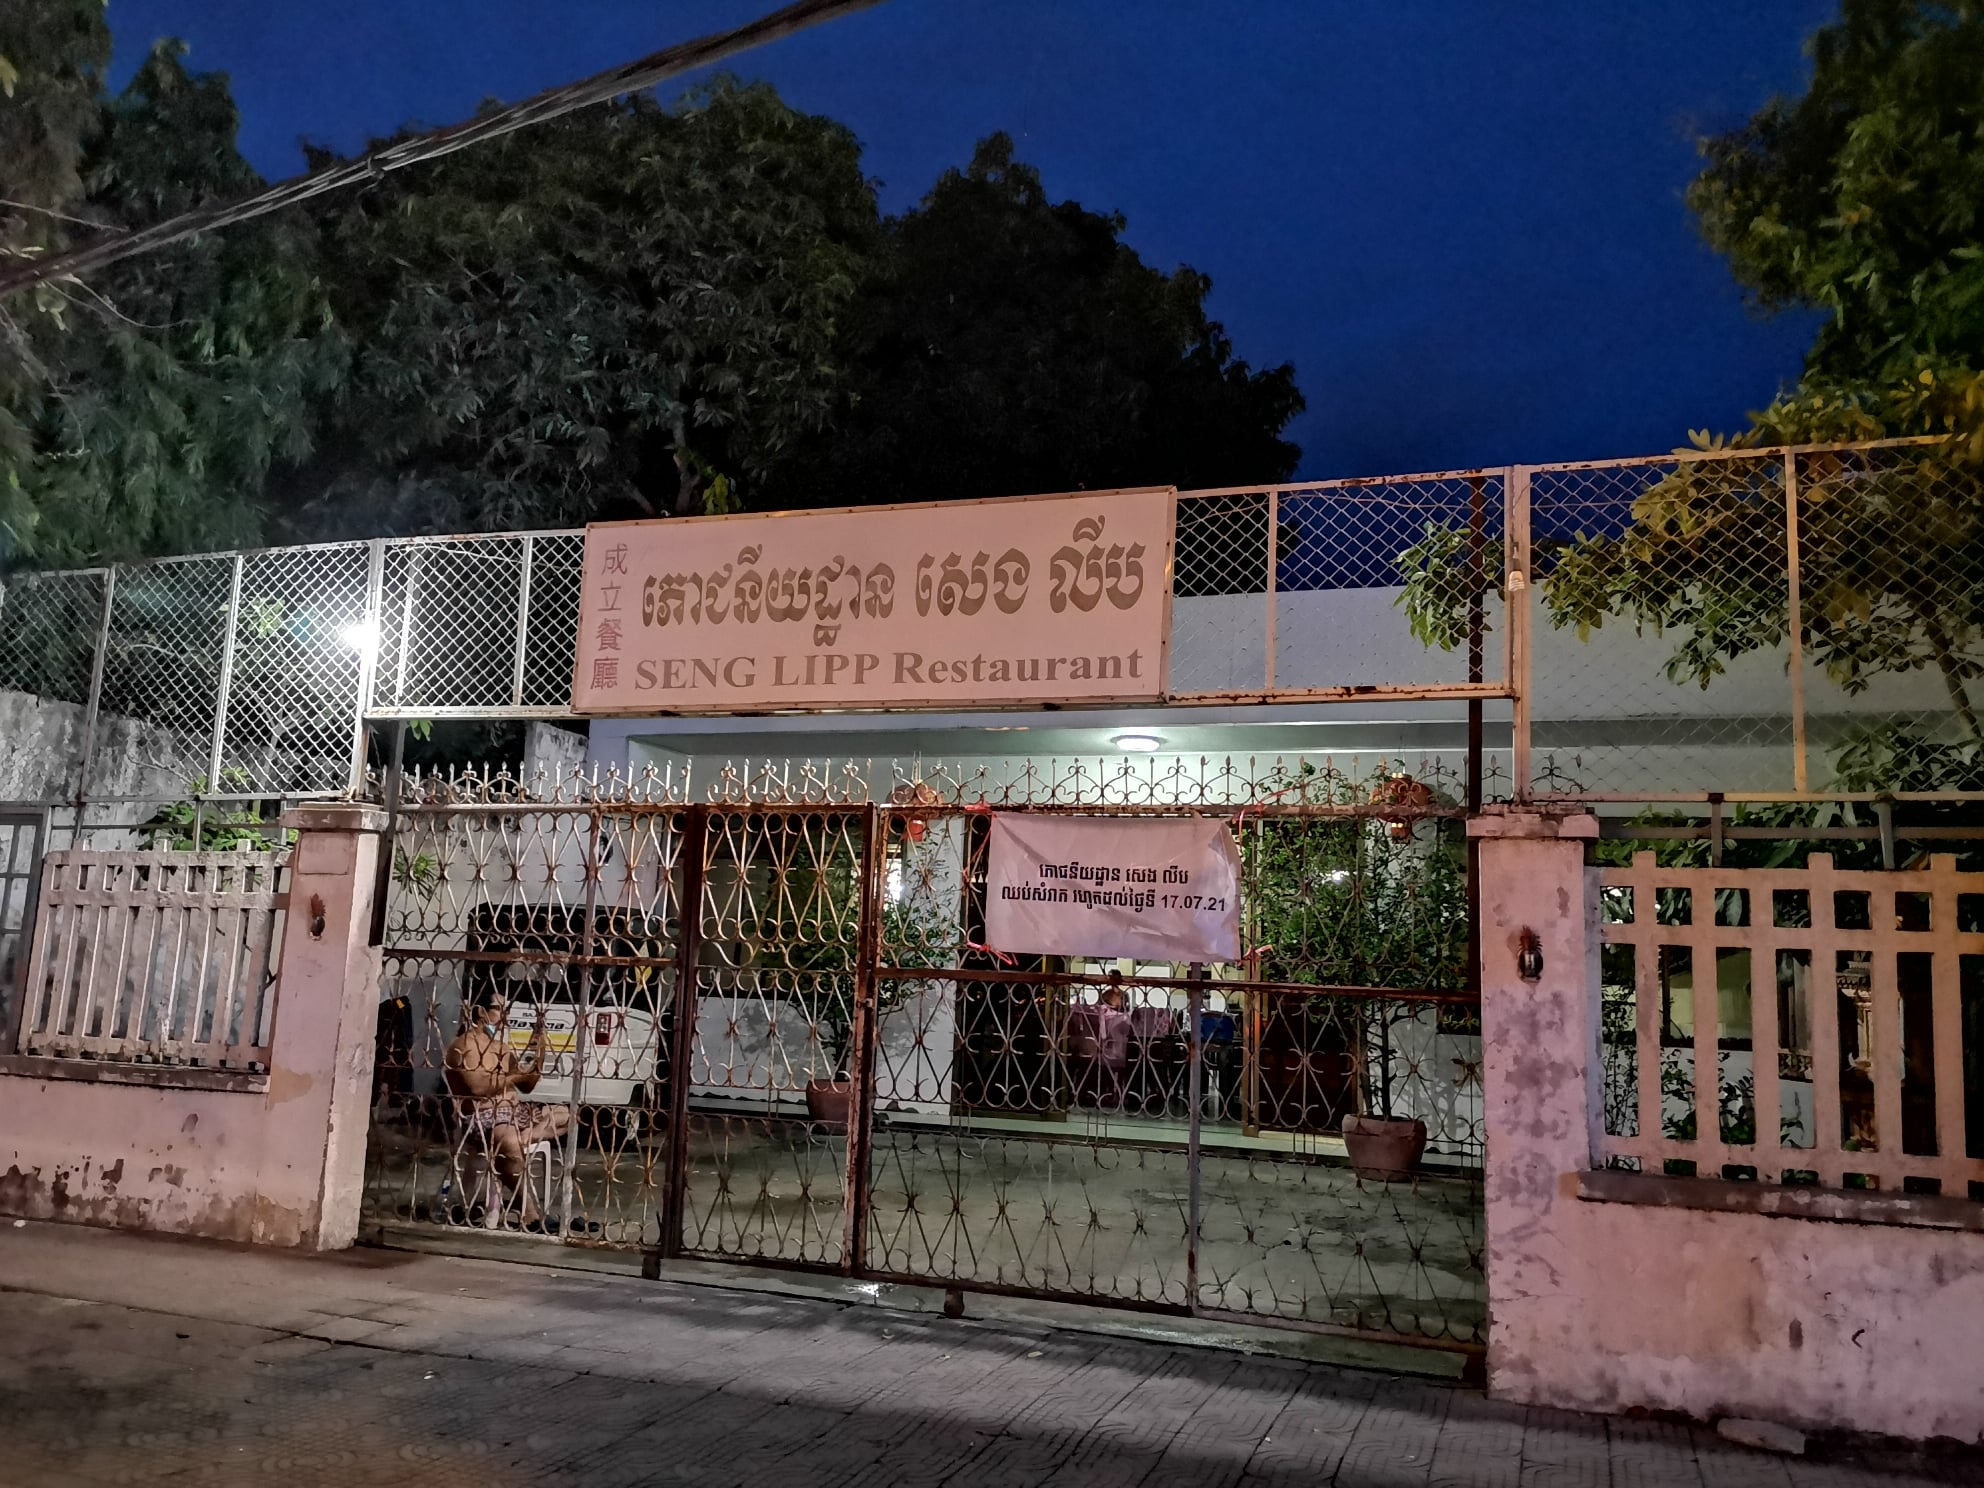 成立餐廳
ភោជនីយដ្ឋាន សេង លីប
SENG LIPP Restaurant
ភោជនីយដ្ឋាន សេង លីប
ឈប់សំរាក រហូតដល់ថ្ងៃទី 17.07.21